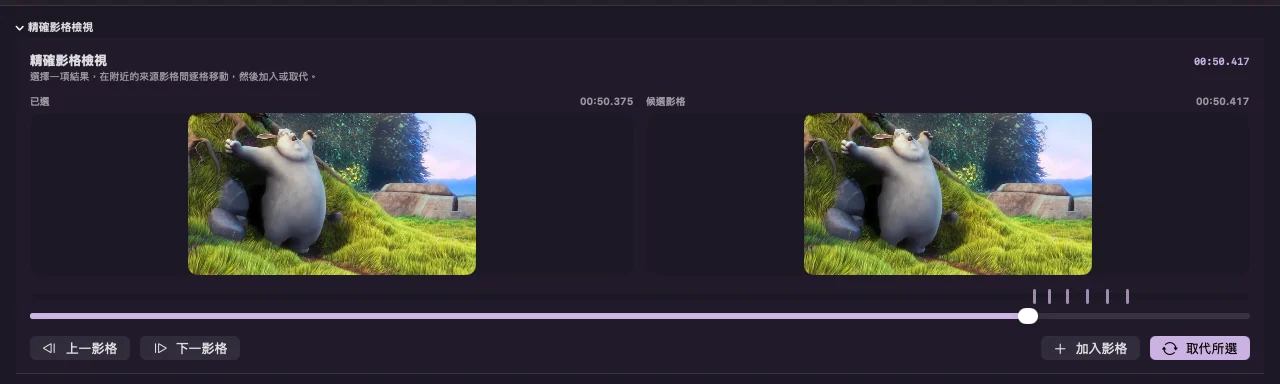 精確影格檢視
精確影格檢視
00:50.417
選擇一項結果，在附近的來源影格間逐格移動，然後加入或取代。
已選
00:50.375
候選影格
00:50.417
上一影格
下一影格
加入影格
取代所選